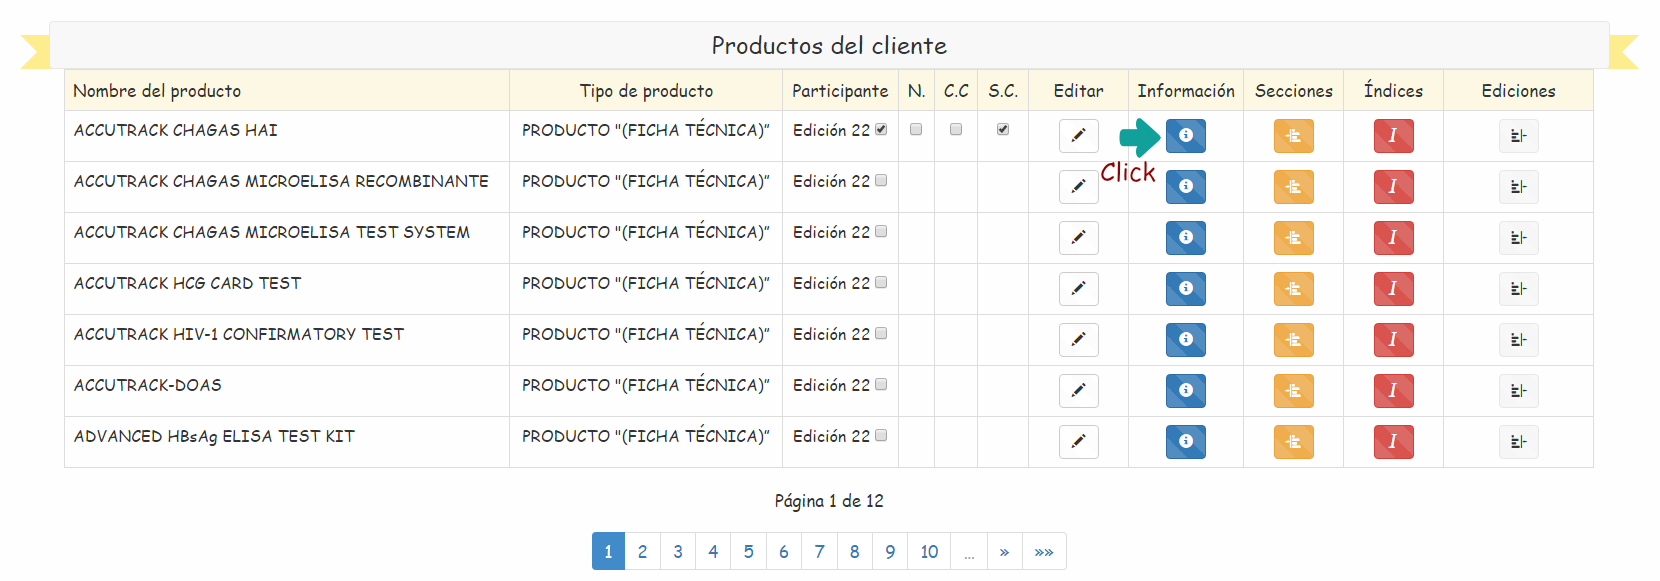 Productos del cliente
Nombre del producto Tipo de producto Participante N. C.C S.C. Editar Información Secciones Índices Ediciones
ACCUTRACK CHAGAS HAI PRODUCTO "(FICHA TÉCNICA)" Edición 22
Click
ACCUTRACK CHAGAS MICROELISA RECOMBINANTE PRODUCTO "(FICHA TÉCNICA)" Edición 22
ACCUTRACK CHAGAS MICROELISA TEST SYSTEM PRODUCTO "(FICHA TÉCNICA)" Edición 22
ACCUTRACK HCG CARD TEST PRODUCTO "(FICHA TÉCNICA)" Edición 22
ACCUTRACK HIV-1 CONFIRMATORY TEST PRODUCTO "(FICHA TÉCNICA)" Edición 22
ACCUTRACK-DOAS PRODUCTO "(FICHA TÉCNICA)" Edición 22
ADVANCED HBsAg ELISA TEST KIT PRODUCTO "(FICHA TÉCNICA)" Edición 22
Página 1 de 12
1 2 3 4 5 6 7 8 9 10 ... » »»